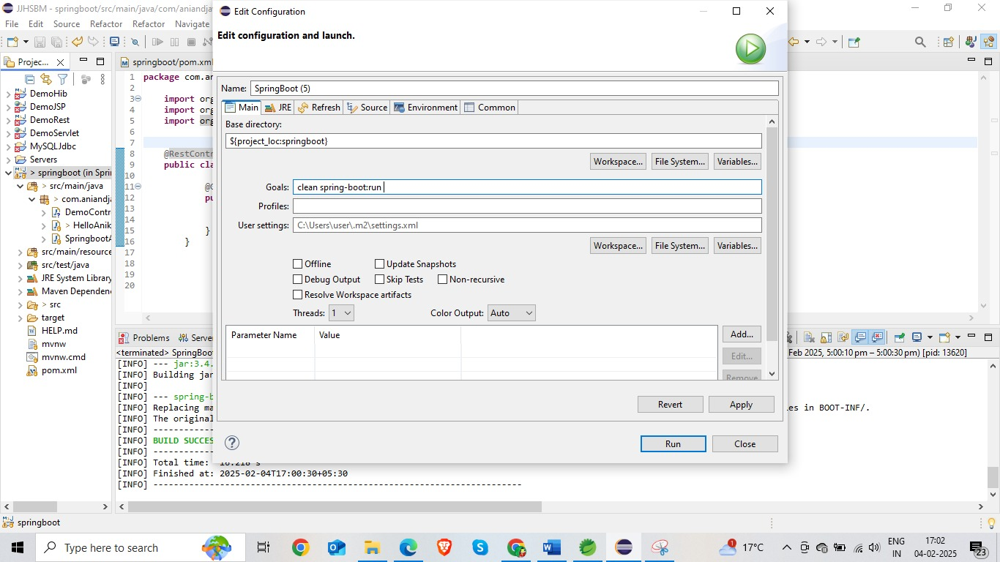 JJHSBM - springboot/src/main/java/com/aniandja
Edit Configuration
File Edit Source Refactor Refactor Navigate
Edit configuration and launch.
Projec...
springboot/pom.xml
Name: SpringBoot (5)
Main JRE Refresh Source Environment Common
Base directory:
${project_loc:springboot}
Workspace... File System... Variables...
Goals: clean spring-boot:run
Profiles:
User settings: C:\Users\user\.m2\settings.xml
Workspace... File System... Variables...
Offline Update Snapshots
Debug Output Skip Tests Non-recursive
Resolve Workspace artifacts
Threads: 1 Color Output: Auto
Parameter Name Value
Add...
Edit...
Remove
Revert Apply
Run Close
DemoHib
DemoJSP
DemoRest
DemoServlet
MySQLJdbc
Servers
> springboot (in Sprin
> src/main/java
> com.aniandja
DemoContr
> HelloAnik
SpringbootA
src/main/resource
src/test/java
JRE System Library
Maven Dependenc
> src
target
HELP.md
mvnw
mvnw.cmd
pom.xml
1 package com.an
2
3 import org
4 import org
5 import org
6
7
8 @RestContr
9 public cla
10
11 @G
12 pu
13
14
15 }
16 }
17
18
19
20
Problems Server
<terminated> SpringBoot
Feb 2025, 5:00:10 pm – 5:00:30 pm) [pid: 13620]
[INFO] --- jar:3.4.
[INFO] Building jar
[INFO]
[INFO] --- spring-b
[INFO] Replacing ma
es in BOOT-INF/.
[INFO] The original
[INFO] ------------
[INFO] BUILD SUCCES
[INFO] ------------
[INFO] Total time: 16.218 s
[INFO] Finished at: 2025-02-04T17:00:30+05:30
[INFO] ------------------------------------------------------------------------
springboot
Type here to search
17°C
ENG
IN
17:02
04-02-2025
23